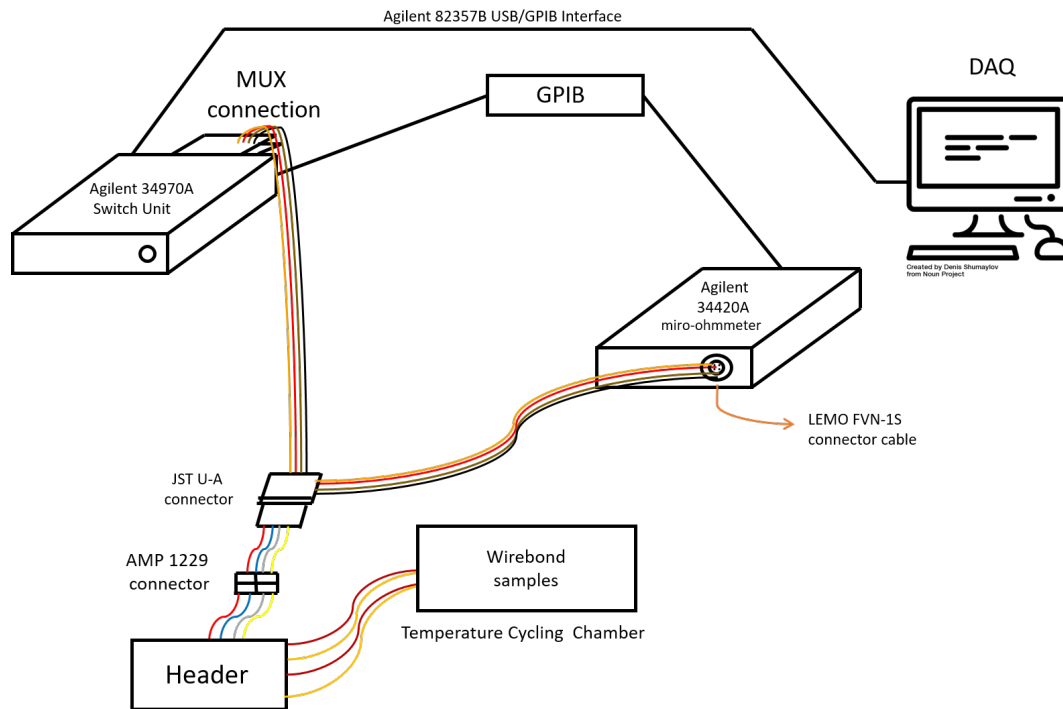 Agilent 82357B USB/GPIB Interface
MUX
connection
GPIB
DAQ
Agilent 34970A
Switch Unit
Created by Denis Shumaylov
from Noun Project
Agilent
34420A
miro-ohmmeter
LEMO FVN-1S
connector cable
JST U-A
connector
AMP 1229
connector
Wirebond
samples
Temperature Cycling Chamber
Header